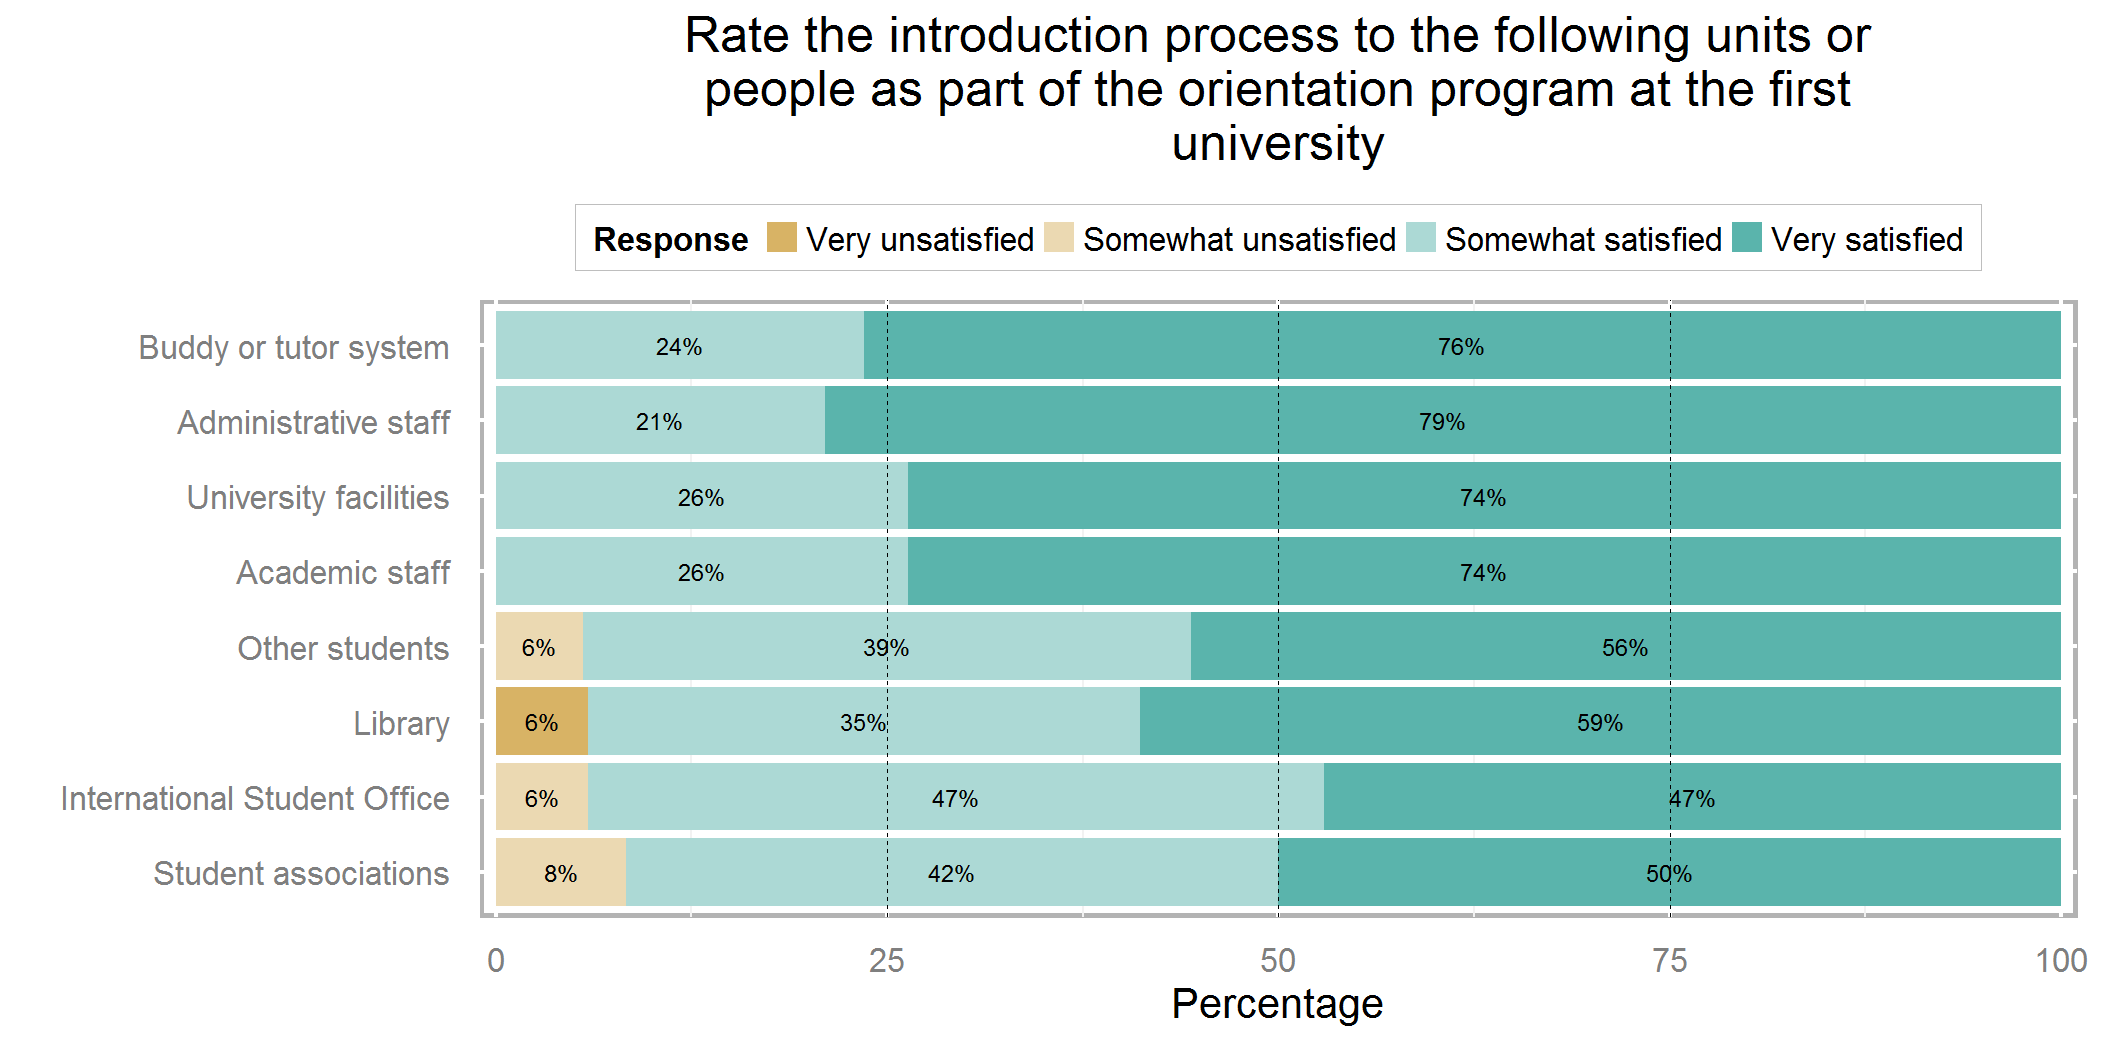 Rate the introduction process to the following units or
people as part of the orientation program at the first
university
Response Very unsatisfied Somewhat unsatisfied Somewhat satisfied Very satisfied
Buddy or tutor system 24% 76%
Administrative staff 21% 79%
University facilities 26% 74%
Academic staff 26% 74%
Other students 6% 39% 56%
Library 6% 35% 59%
International Student Office 6% 47% 47%
Student associations 8% 42% 50%
0 25 50 75 100
Percentage